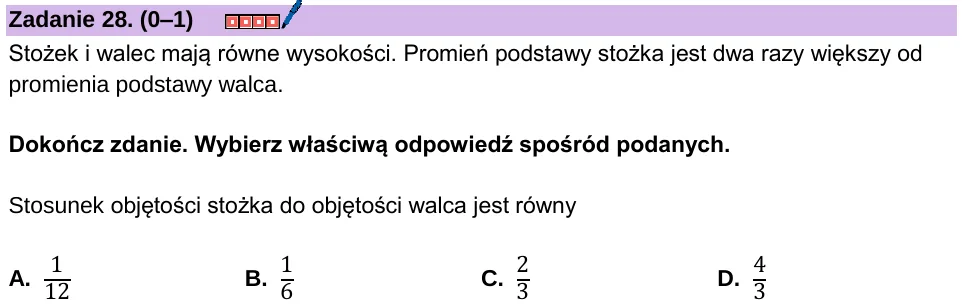 Zadanie 28. (0–1)
Stożek i walec mają równe wysokości. Promień podstawy stożka jest dwa razy większy od
promienia podstawy walca.
Dokończ zdanie. Wybierz właściwą odpowiedź spośród podanych.
Stosunek objętości stożka do objętości walca jest równy
A. 1/12 B. 1/6 C. 2/3 D. 4/3